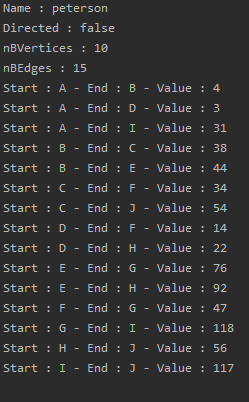 Name : peterson
Directed : false
nBVertices : 10
nBEdges : 15
Start : A - End : B - Value : 4
Start : A - End : D - Value : 3
Start : A - End : I - Value : 31
Start : B - End : C - Value : 38
Start : B - End : E - Value : 44
Start : C - End : F - Value : 34
Start : C - End : J - Value : 54
Start : D - End : F - Value : 14
Start : D - End : H - Value : 22
Start : E - End : G - Value : 76
Start : E - End : H - Value : 92
Start : F - End : G - Value : 47
Start : G - End : I - Value : 118
Start : H - End : J - Value : 56
Start : I - End : J - Value : 117